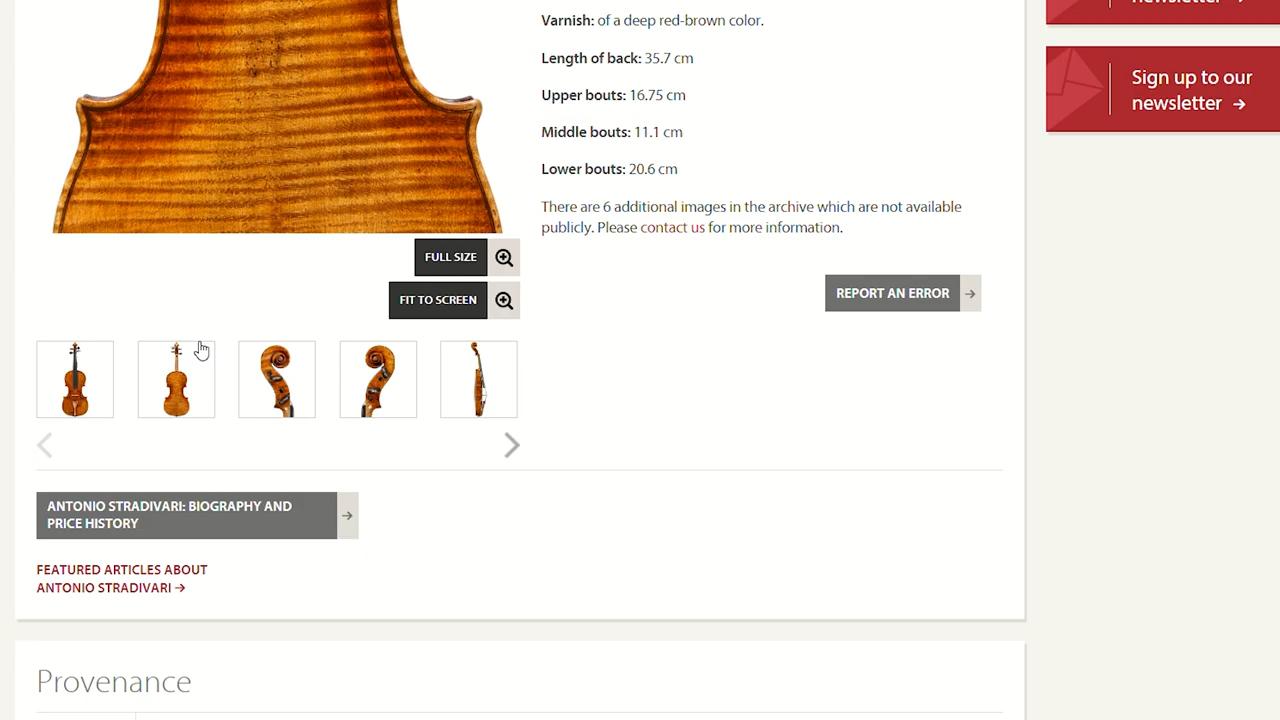 Varnish: of a deep red-brown color.
Length of back: 35.7 cm
Upper bouts: 16.75 cm
Middle bouts: 11.1 cm
Lower bouts: 20.6 cm
There are 6 additional images in the archive which are not available
publicly. Please contact us for more information.
FULL SIZE
FIT TO SCREEN
REPORT AN ERROR
ANTONIO STRADIVARI: BIOGRAPHY AND
PRICE HISTORY
FEATURED ARTICLES ABOUT
ANTONIO STRADIVARI →
Provenance
newsletter →
Sign up to our
newsletter →